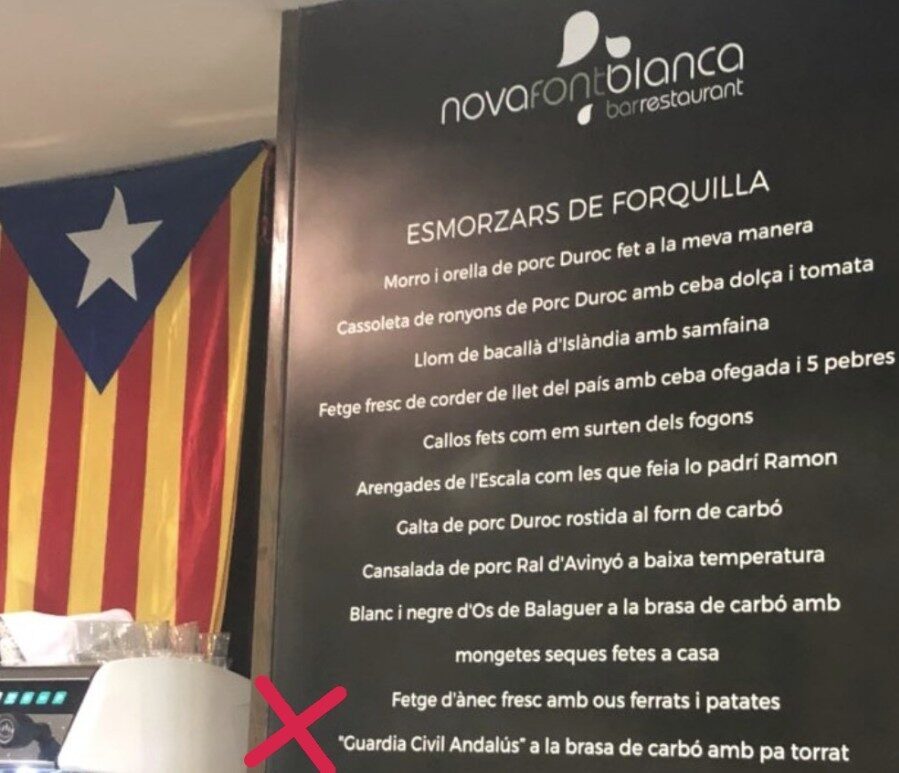 novafontblanca
barrestaurant
ESMORZARS DE FORQUILLA
Morro i orella de porc Duroc fet a la meva manera
Cassoleta de ronyons de Porc Duroc amb ceba dolça i tomata
Llom de bacallà d'Islàndia amb samfaina
Fetge fresc de corder de llet del país amb ceba ofegada i 5 pebres
Callos fets com em surten dels fogons
Arengades de l'Escala com les que feia lo padrí Ramon
Galta de porc Duroc rostida al forn de carbó
Cansalada de porc Ral d'Avinyó a baixa temperatura
Blanc i negre d'Os de Balaguer a la brasa de carbó amb
mongetes seques fetes a casa
Fetge d'ànec fresc amb ous ferrats i patates
"Guardia Civil Andalús" a la brasa de carbó amb pa torrat